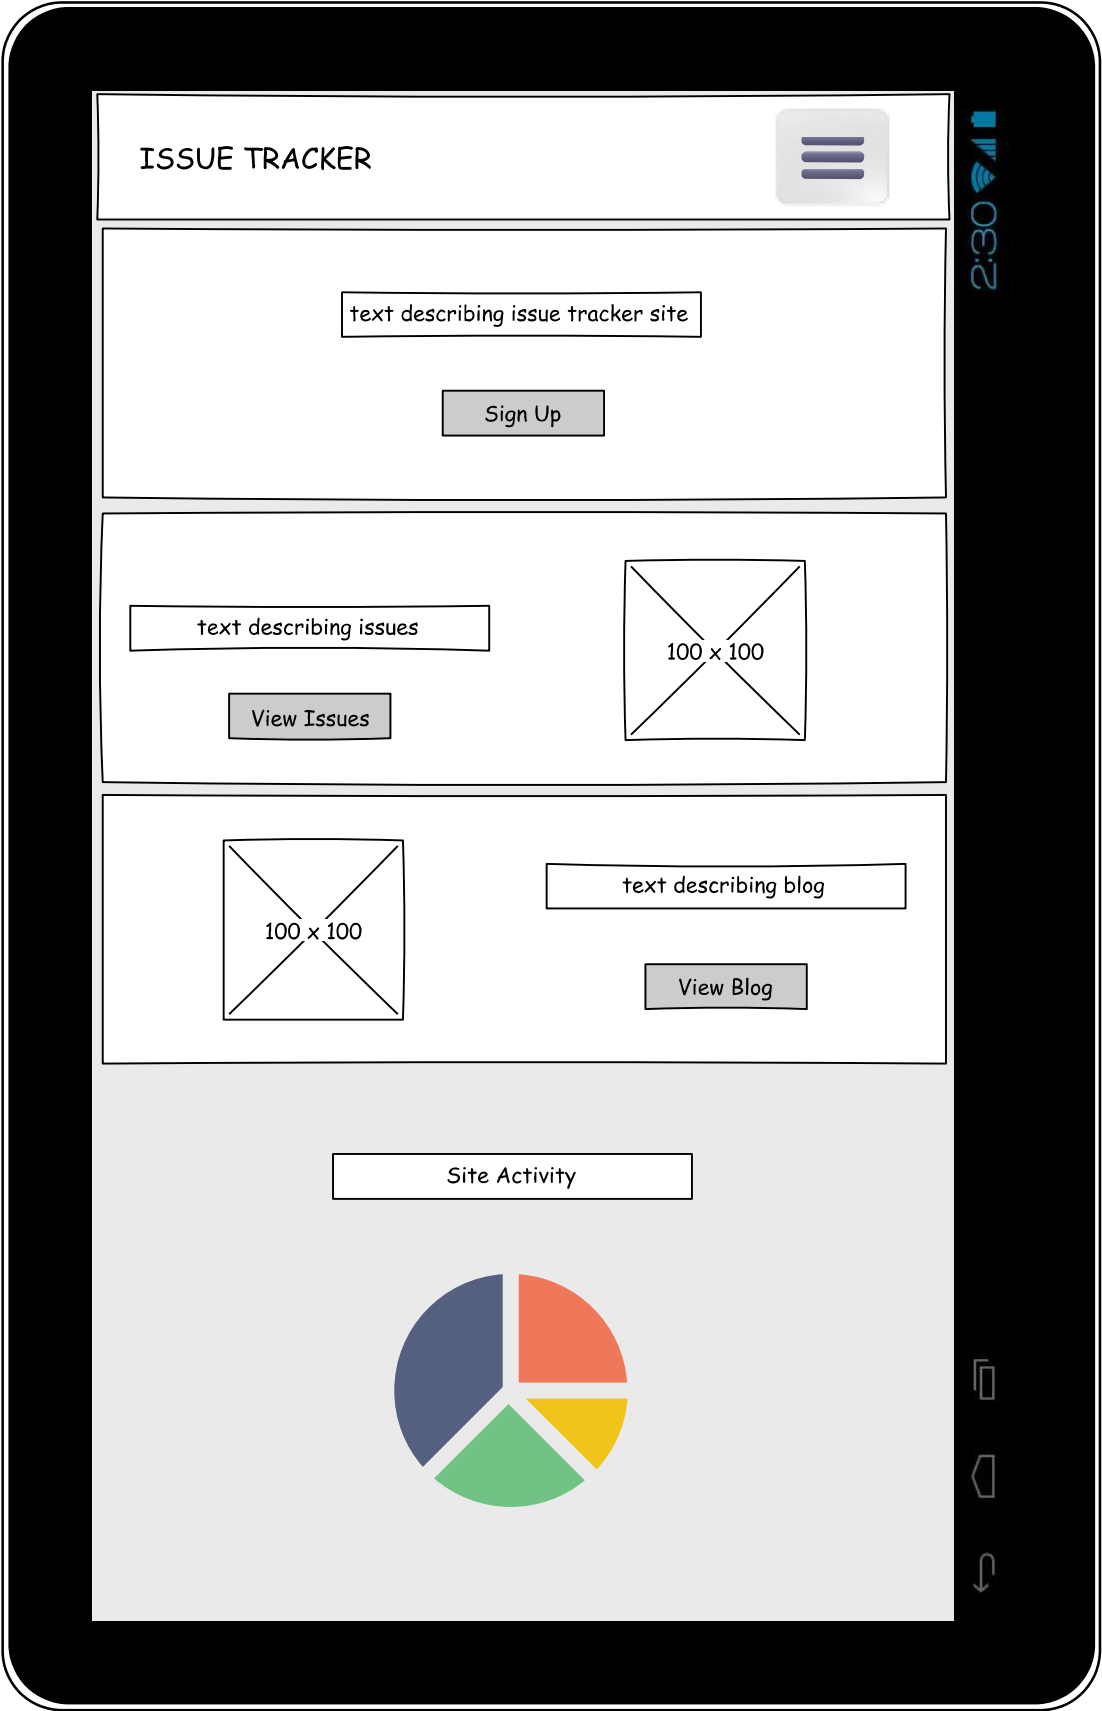 ISSUE TRACKER
2:30
text describing issue tracker site
Sign Up
text describing issues
100 x 100
View Issues
text describing blog
100 x 100
View Blog
Site Activity